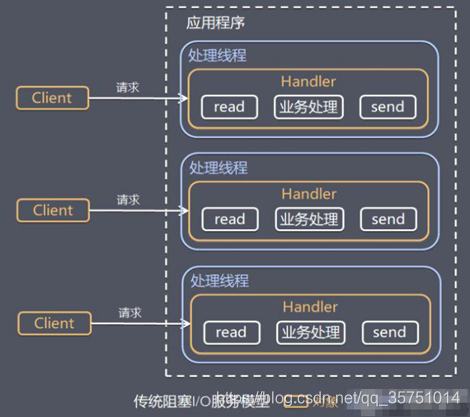 应用程序
处理线程
Handler
Client
请求
read
业务处理
send
处理线程
Handler
Client
请求
read
业务处理
send
处理线程
Handler
Client
请求
read
业务处理
send
传统阻塞I/O服务模型
对象
https://blog.csdn.net/qq_35751014